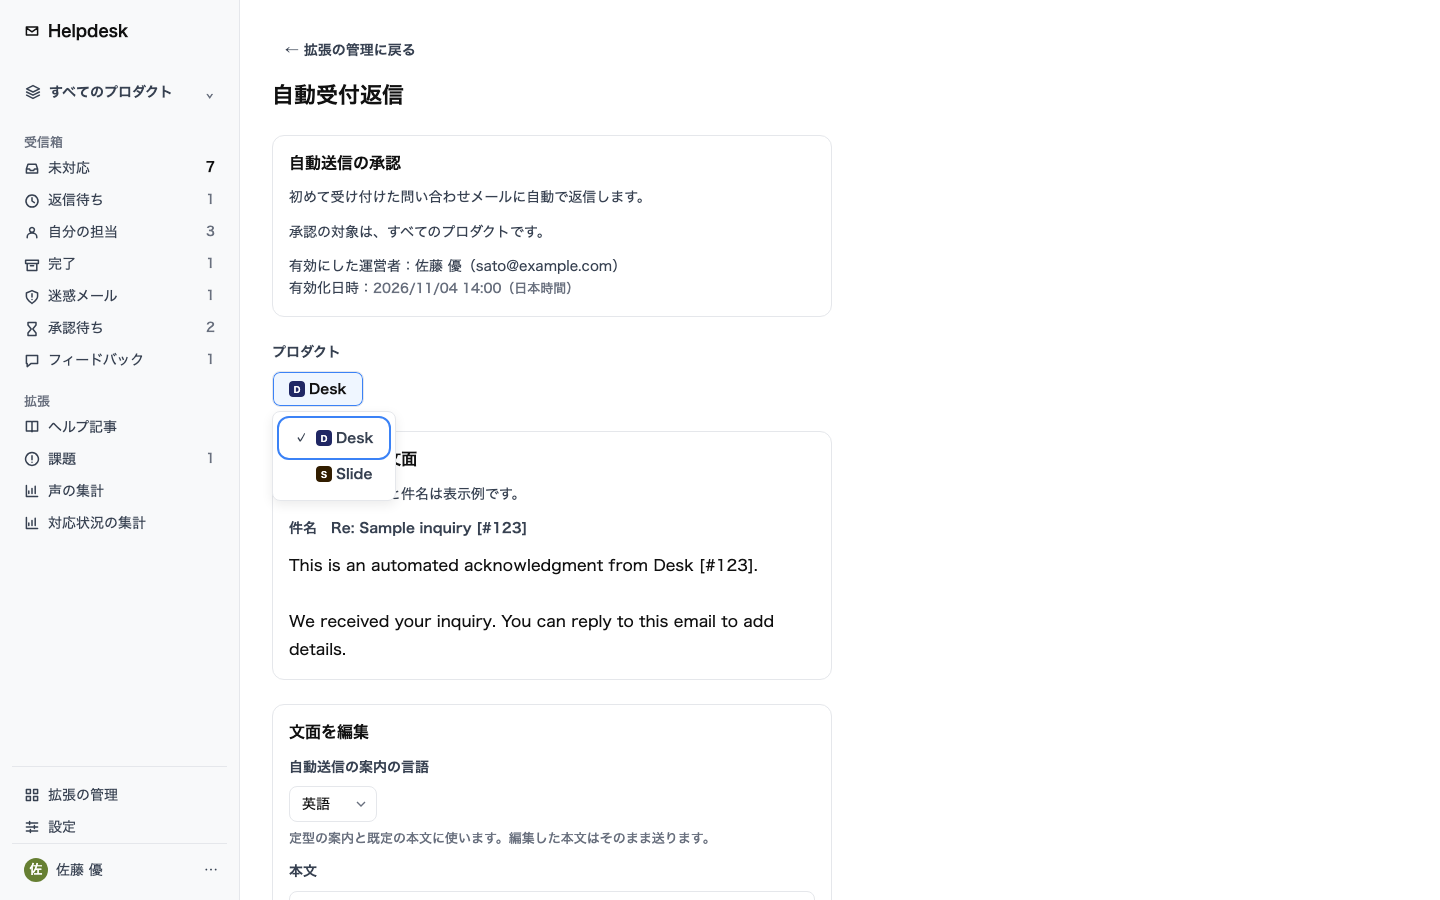 Helpdesk
すべてのプロダクト
受信箱
未対応 7
返信待ち 1
自分の担当 3
完了 1
迷惑メール 1
承認待ち 2
フィードバック 1
拡張
ヘルプ記事
課題 1
声の集計
対応状況の集計
拡張の管理
設定
佐 佐藤 優 …
← 拡張の管理に戻る
自動受付返信
自動送信の承認
初めて受け付けた問い合わせメールに自動で返信します。
承認の対象は、すべてのプロダクトです。
有効にした運営者：佐藤 優（sato@example.com）
有効化日時：2026/11/04 14:00（日本時間）
プロダクト
D Desk
✓ D Desk
S Slide
文面
と件名は表示例です。
件名 Re: Sample inquiry [#123]
This is an automated acknowledgment from Desk [#123].
We received your inquiry. You can reply to this email to add
details.
文面を編集
自動送信の案内の言語
英語
定型の案内と既定の本文に使います。編集した本文はそのまま送ります。
本文